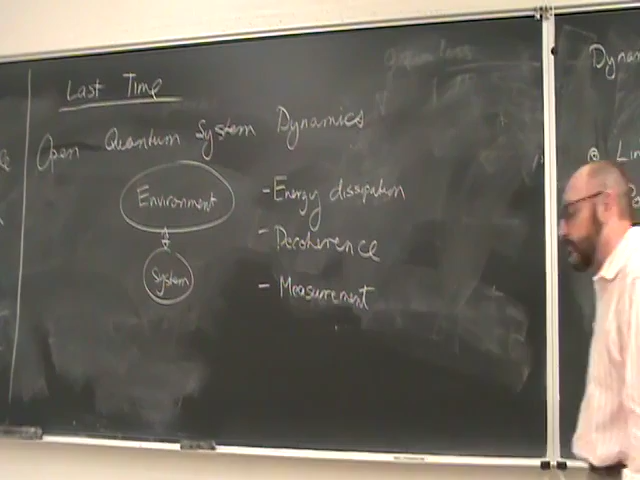 Last Time
Open Quantum System Dynamics
Environment
System
- Energy dissipation
- Decoherence
- Measurement